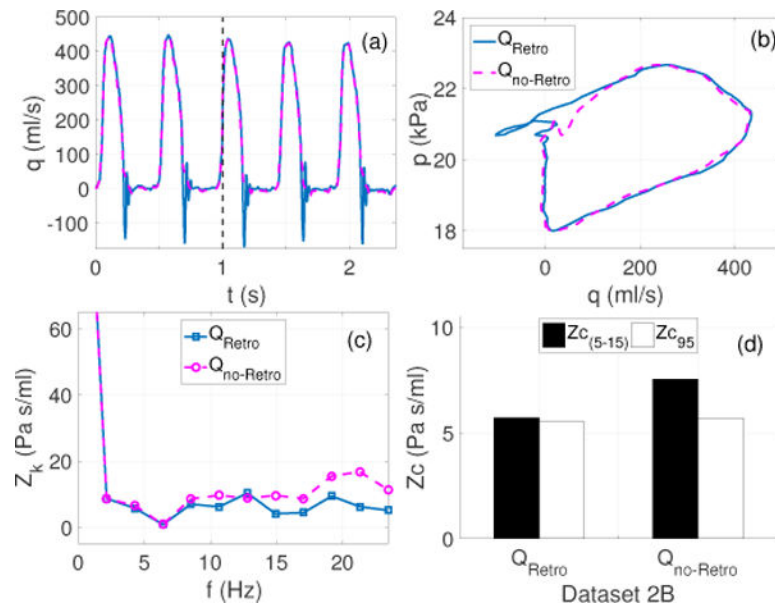 500
400
300
200
100
0
-100
q (ml/s)
(a)
0
1
2
t (s)
24
22
20
18
p (kPa)
Q_Retro
Q_no-Retro
(b)
0
200
400
q (ml/s)
60
40
20
0
Z_k (Pa s/ml)
Q_Retro
Q_no-Retro
(c)
0
5
10
15
20
f (Hz)
10
5
0
Zc (Pa s/ml)
Zc_(5-15)
Zc_95
(d)
Q_Retro
Q_no-Retro
Dataset 2B